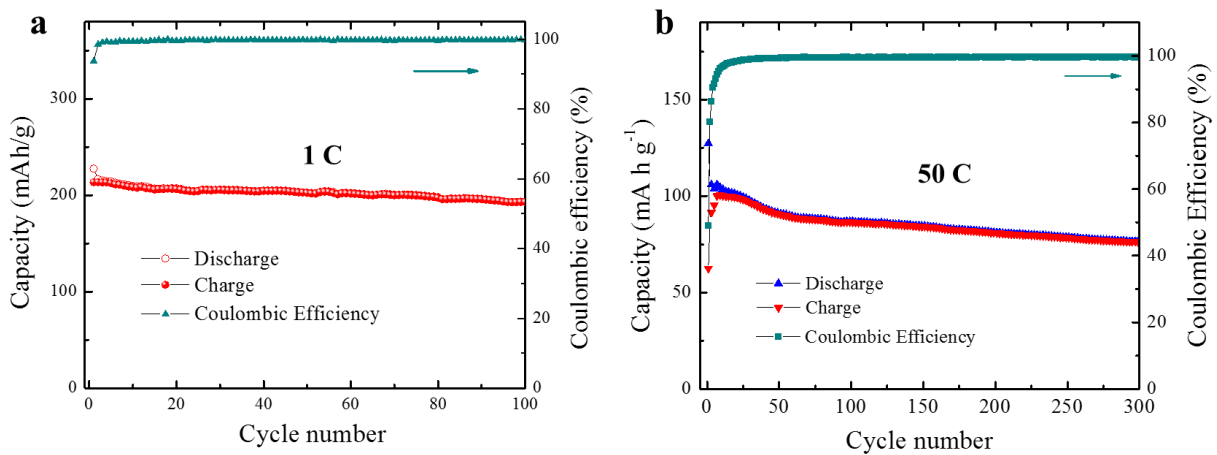 a
1 C
Capacity (mAh/g)
0
100
200
300
Discharge
Charge
Coulombic Efficiency
0
20
40
60
80
100
Cycle number
0
20
40
60
80
100
Coulombic efficiency (%)
b
50 C
Capacity (mA h g-1)
0
50
100
150
Discharge
Charge
Coulombic Efficiency
0
50
100
150
200
250
300
Cycle number
0
20
40
60
80
100
Coulombic Efficiency (%)